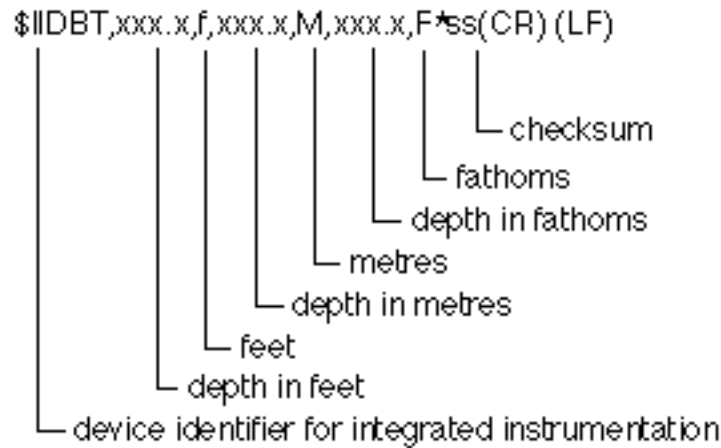 $IIDBT,xxx.x,f,xxx.x,M,xxx.x,F*ss(CR)(LF)
checksum
fathoms
depth in fathoms
metres
depth in metres
feet
depth in feet
device identifier for integrated instrumentation